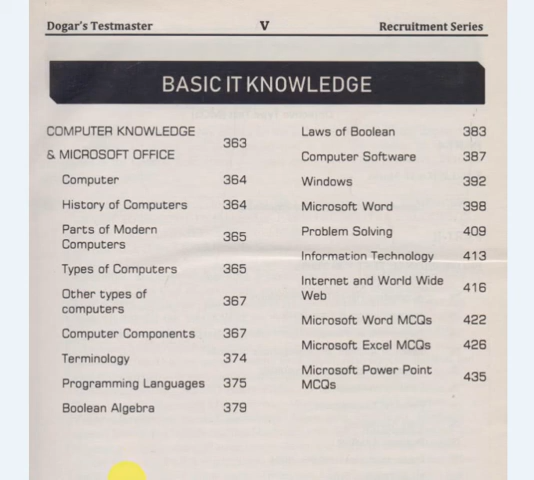 Dogar's Testmaster V Recruitment Series
BASIC IT KNOWLEDGE
COMPUTER KNOWLEDGE
& MICROSOFT OFFICE 363
Computer 364
History of Computers 364
Parts of Modern
Computers 365
Types of Computers 365
Other types of
computers 367
Computer Components 367
Terminology 374
Programming Languages 375
Boolean Algebra 379
Laws of Boolean 383
Computer Software 387
Windows 392
Microsoft Word 398
Problem Solving 409
Information Technology 413
Internet and World Wide
Web 416
Microsoft Word MCQs 422
Microsoft Excel MCQs 426
Microsoft Power Point
MCQs 435